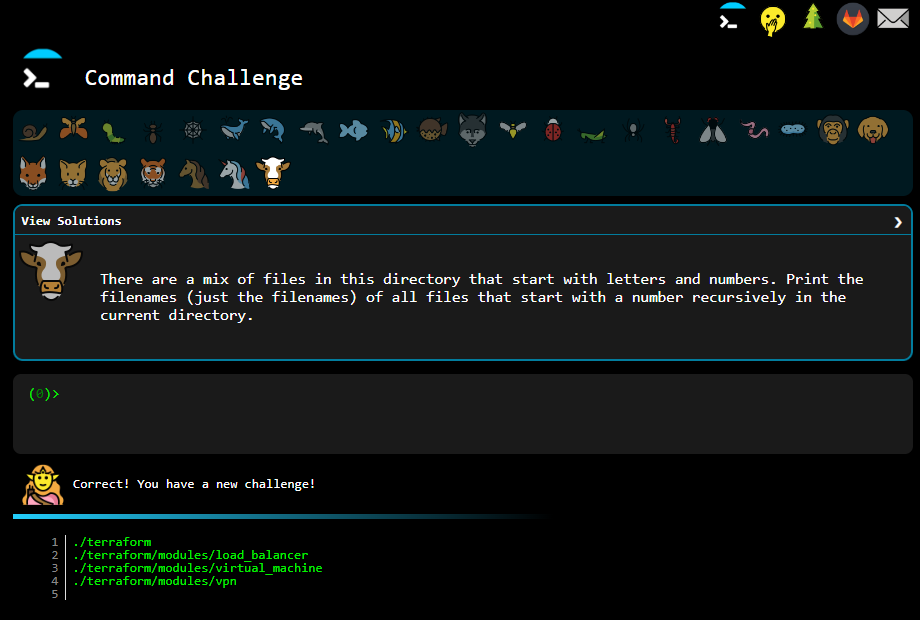 Command Challenge
View Solutions
There are a mix of files in this directory that start with letters and numbers. Print the
filenames (just the filenames) of all files that start with a number recursively in the
current directory.
(0)>
Correct! You have a new challenge!
1 ./terraform
2 ./terraform/modules/load_balancer
3 ./terraform/modules/virtual_machine
4 ./terraform/modules/vpn
5